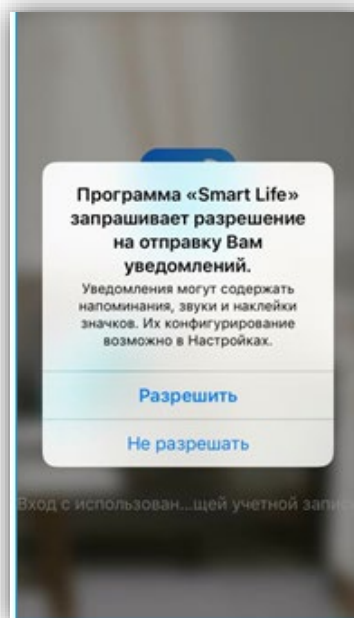 Программа «Smart Life»
запрашивает разрешение
на отправку Вам
уведомлений.
Уведомления могут содержать
напоминания, звуки и наклейки
значков. Их конфигурирование
возможно в Настройках.
Разрешить
Не разрешать
Вход с использован...щей учетной запис